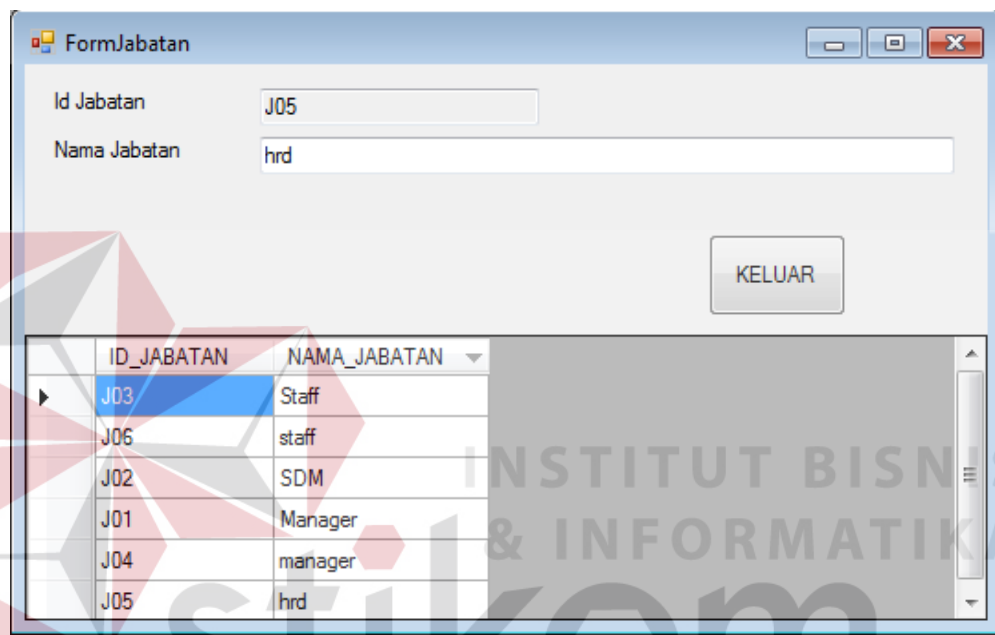 FormJabatan
Id Jabatan J05
Nama Jabatan hrd
KELUAR
ID_JABATAN NAMA_JABATAN
J03 Staff
J06 staff
J02 SDM
J01 Manager
J04 manager
J05 hrd
INSTITUT BISNIS
& INFORMATIKA
stikom